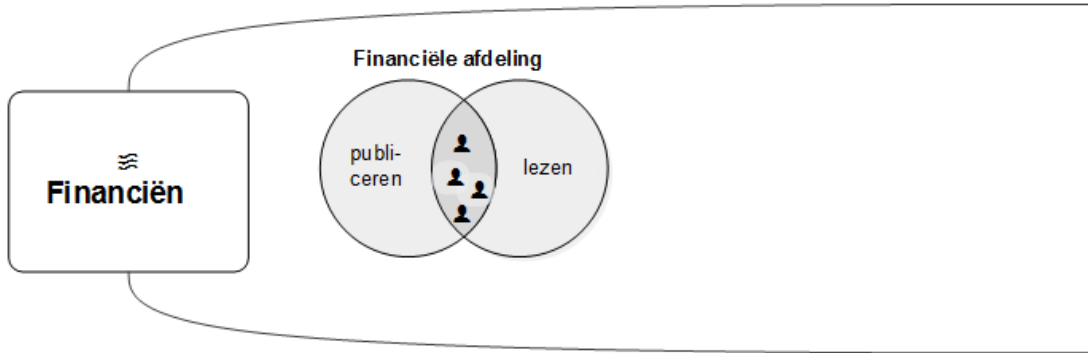 Financiële afdeling
publi-
ceren
lezen
Financiën